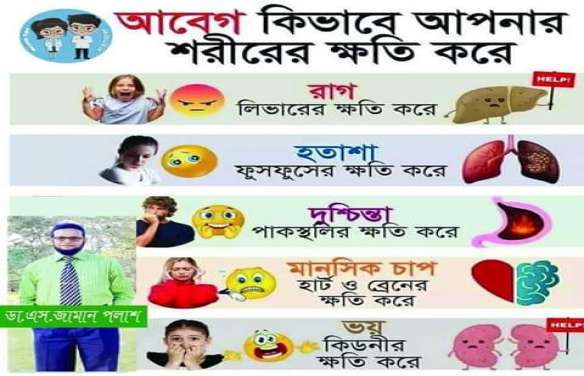 আবেগ কিভাবে আপনার
শরীরের ক্ষতি করে
রাগ
লিভারের ক্ষতি করে
HELP!
হতাশা
ফুসফুসের ক্ষতি করে
দুশ্চিন্তা
পাকস্থলির ক্ষতি করে
মানসিক চাপ
হার্ট ও ব্রেনের
ক্ষতি করে
ডা.এস.জামান পলাশ
ভয়
কিডনীর
ক্ষতি করে
HELP!